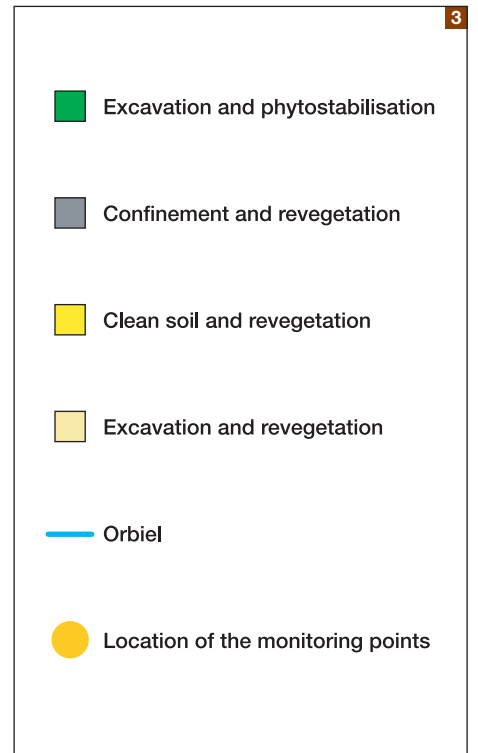 3
Excavation and phytostabilisation
Confinement and revegetation
Clean soil and revegetation
Excavation and revegetation
Orbiel
Location of the monitoring points